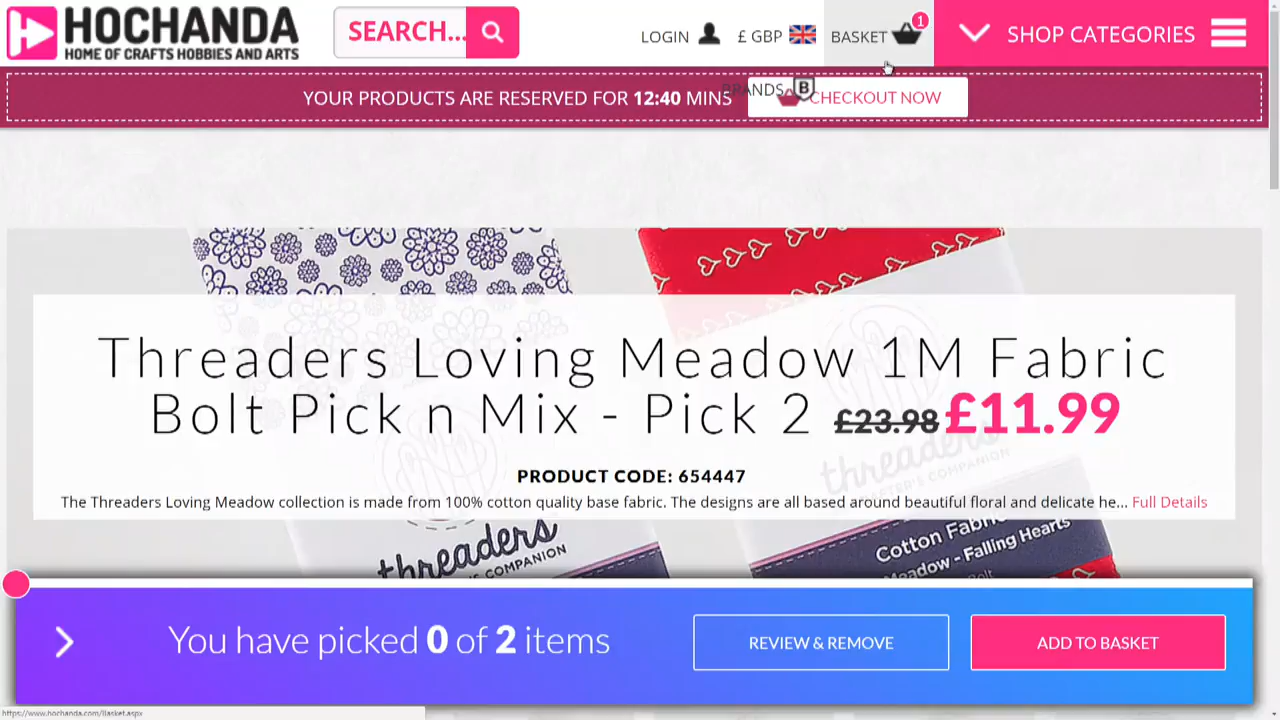 HOCHANDA
HOME OF CRAFTS HOBBIES AND ARTS
SEARCH...
LOGIN
£ GBP
BASKET
1
SHOP CATEGORIES
YOUR PRODUCTS ARE RESERVED FOR 12:40 MINS
BRANDS
B
CHECKOUT NOW
Threaders Loving Meadow 1M Fabric
Bolt Pick n Mix - Pick 2 £23.98 £11.99
PRODUCT CODE: 654447
The Threaders Loving Meadow collection is made from 100% cotton quality base fabric. The designs are all based around beautiful floral and delicate he... Full Details
threaders
threaders
Cotton Fabric
Meadow - Falling Hearts
Bolt
You have picked 0 of 2 items
REVIEW & REMOVE
ADD TO BASKET
https://www.hochanda.com/Basket.aspx